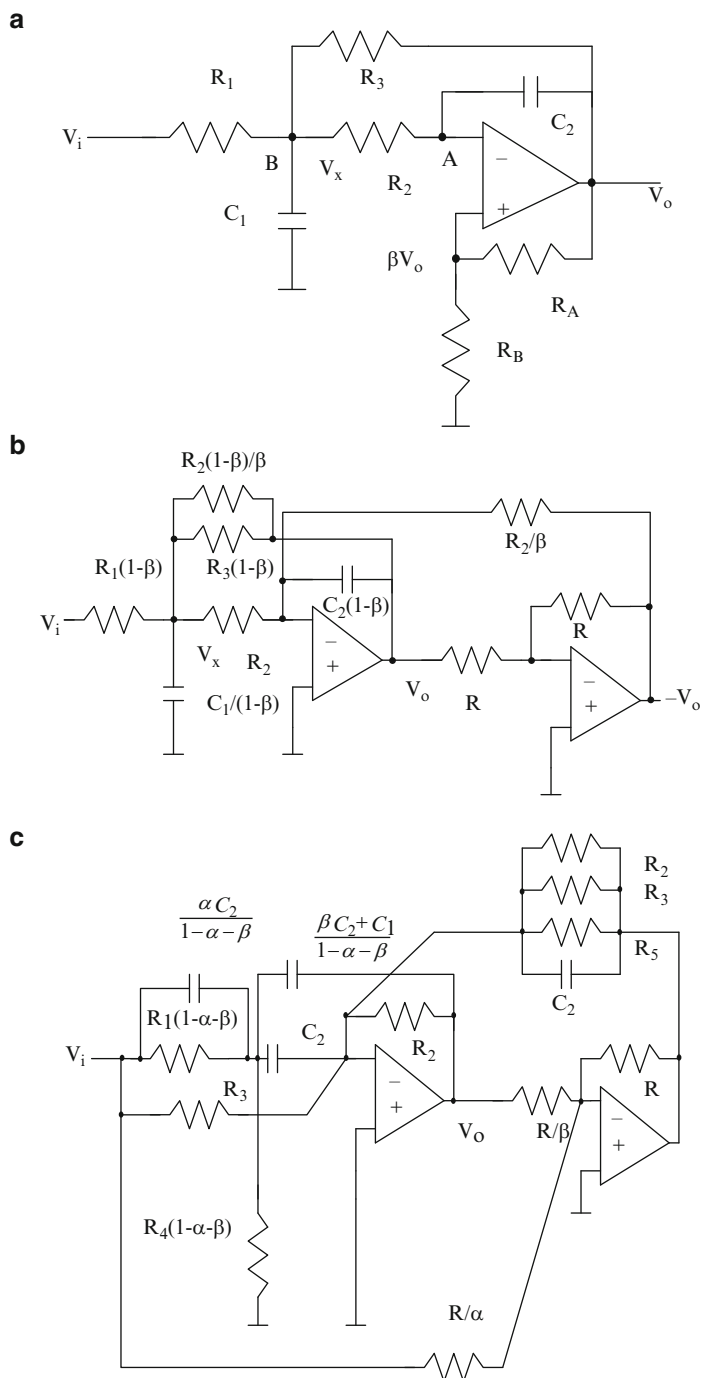 a
R₃
R₁
C₂
Vᵢ
B
Vₓ
A
R₂
−
+
C₁
Vₒ
βVₒ
R_A
R_B
b
R₂(1-β)/β
R₂/β
R₁(1-β)
R₃(1-β)
C₂(1-β)
R
Vᵢ
Vₓ
R₂
−
+
C₁/(1-β)
Vₒ
R
−
+
−Vₒ
c
R₂
R₃
R₅
C₂
αC₂/(1−α−β)
βC₂+C₁/(1−α−β)
R₁(1-α-β)
C₂
R₂
Vᵢ
R₃
−
+
Vₒ
R/β
R
−
+
R₄(1-α-β)
R/α